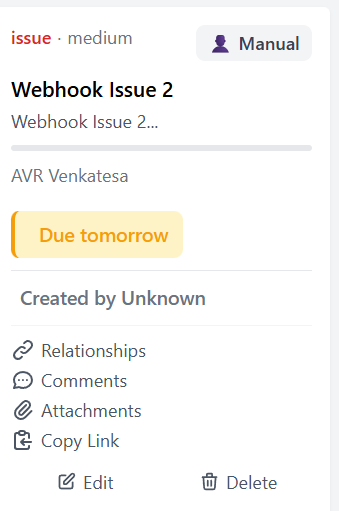 issue · medium
Manual
Webhook Issue 2
Webhook Issue 2...
AVR Venkatesa
Due tomorrow
Created by Unknown
Relationships
Comments
Attachments
Copy Link
Edit
Delete